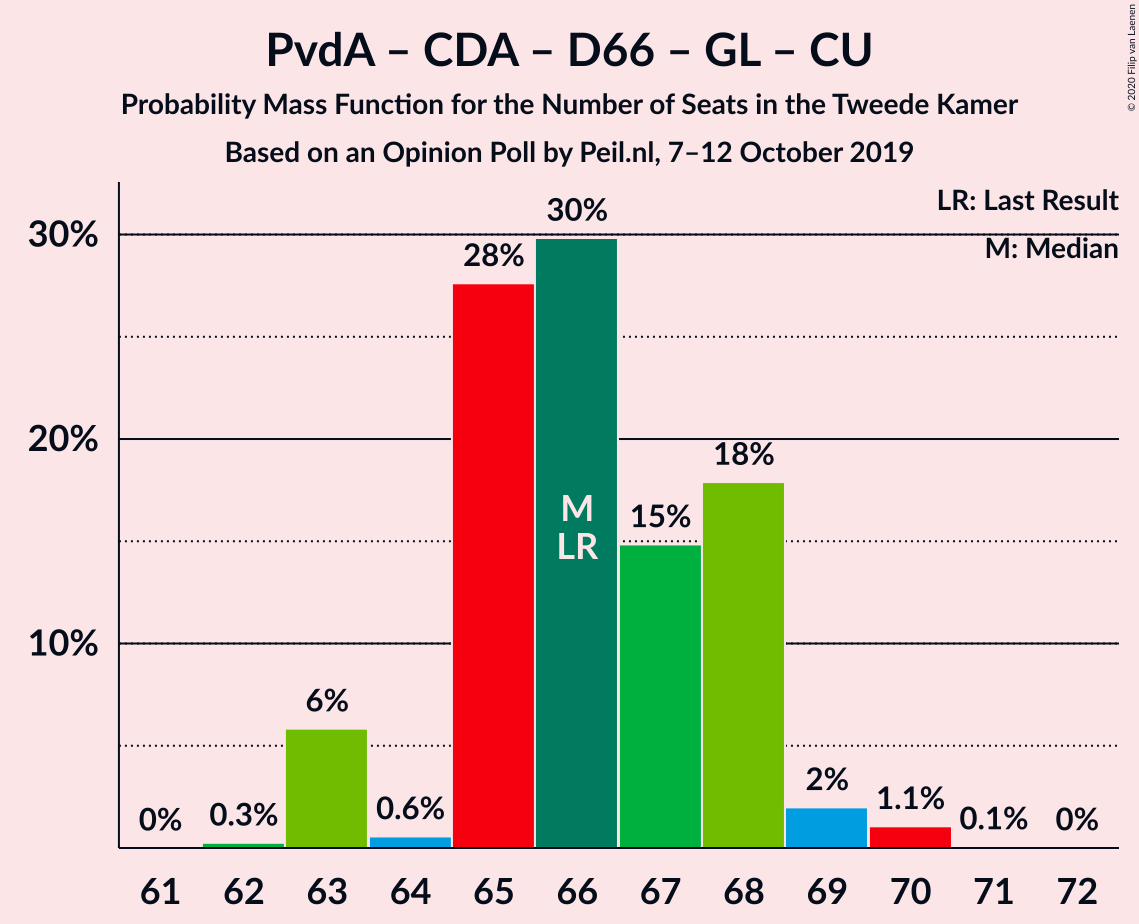 PvdA – CDA – D66 – GL – CU
Probability Mass Function for the Number of Seats in the Tweede Kamer
Based on an Opinion Poll by Peil.nl, 7–12 October 2019
© 2020 Filip van Laenen
LR: Last Result
M: Median
30%
20%
10%
0%
0.3%
6%
0.6%
28%
30%
15%
18%
2%
1.1%
0.1%
0%
M
LR
61 62 63 64 65 66 67 68 69 70 71 72